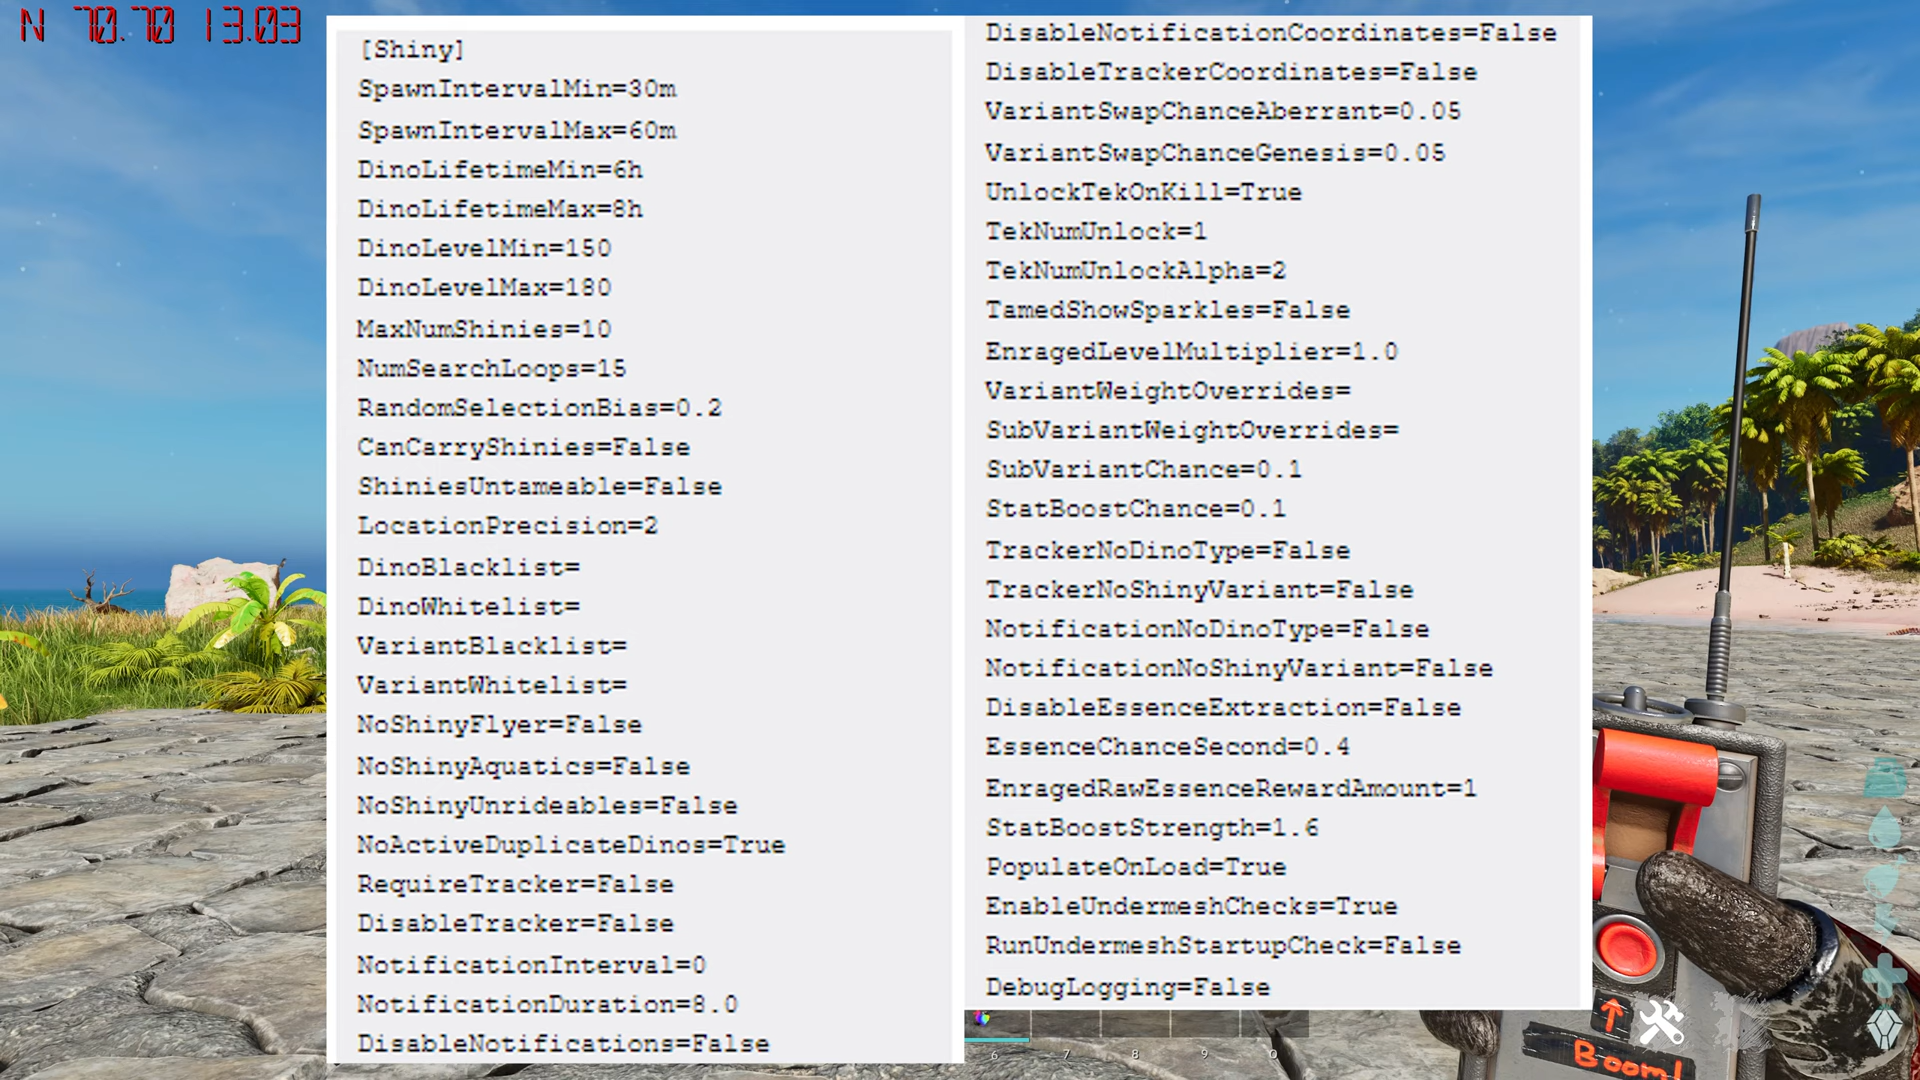 N 70.70 13.03
[Shiny]
SpawnIntervalMin=30m
SpawnIntervalMax=60m
DinoLifetimeMin=6h
DinoLifetimeMax=8h
DinoLevelMin=150
DinoLevelMax=180
MaxNumShinies=10
NumSearchLoops=15
RandomSelectionBias=0.2
CanCarryShinies=False
ShiniesUntameable=False
LocationPrecision=2
DinoBlacklist=
DinoWhitelist=
VariantBlacklist=
VariantWhitelist=
NoShinyFlyer=False
NoShinyAquatics=False
NoShinyUnrideables=False
NoActiveDuplicateDinos=True
RequireTracker=False
DisableTracker=False
NotificationInterval=0
NotificationDuration=8.0
DisableNotifications=False
DisableNotificationCoordinates=False
DisableTrackerCoordinates=False
VariantSwapChanceAberrant=0.05
VariantSwapChanceGenesis=0.05
UnlockTekOnKill=True
TekNumUnlock=1
TekNumUnlockAlpha=2
TamedShowSparkles=False
EnragedLevelMultiplier=1.0
VariantWeightOverrides=
SubVariantWeightOverrides=
SubVariantChance=0.1
StatBoostChance=0.1
TrackerNoDinoType=False
TrackerNoShinyVariant=False
NotificationNoDinoType=False
NotificationNoShinyVariant=False
DisableEssenceExtraction=False
EssenceChanceSecond=0.4
EnragedRawEssenceRewardAmount=1
StatBoostStrength=1.6
PopulateOnLoad=True
EnableUndermeshChecks=True
RunUndermeshStartupCheck=False
DebugLogging=False
6 7 8 9 0
Boom!